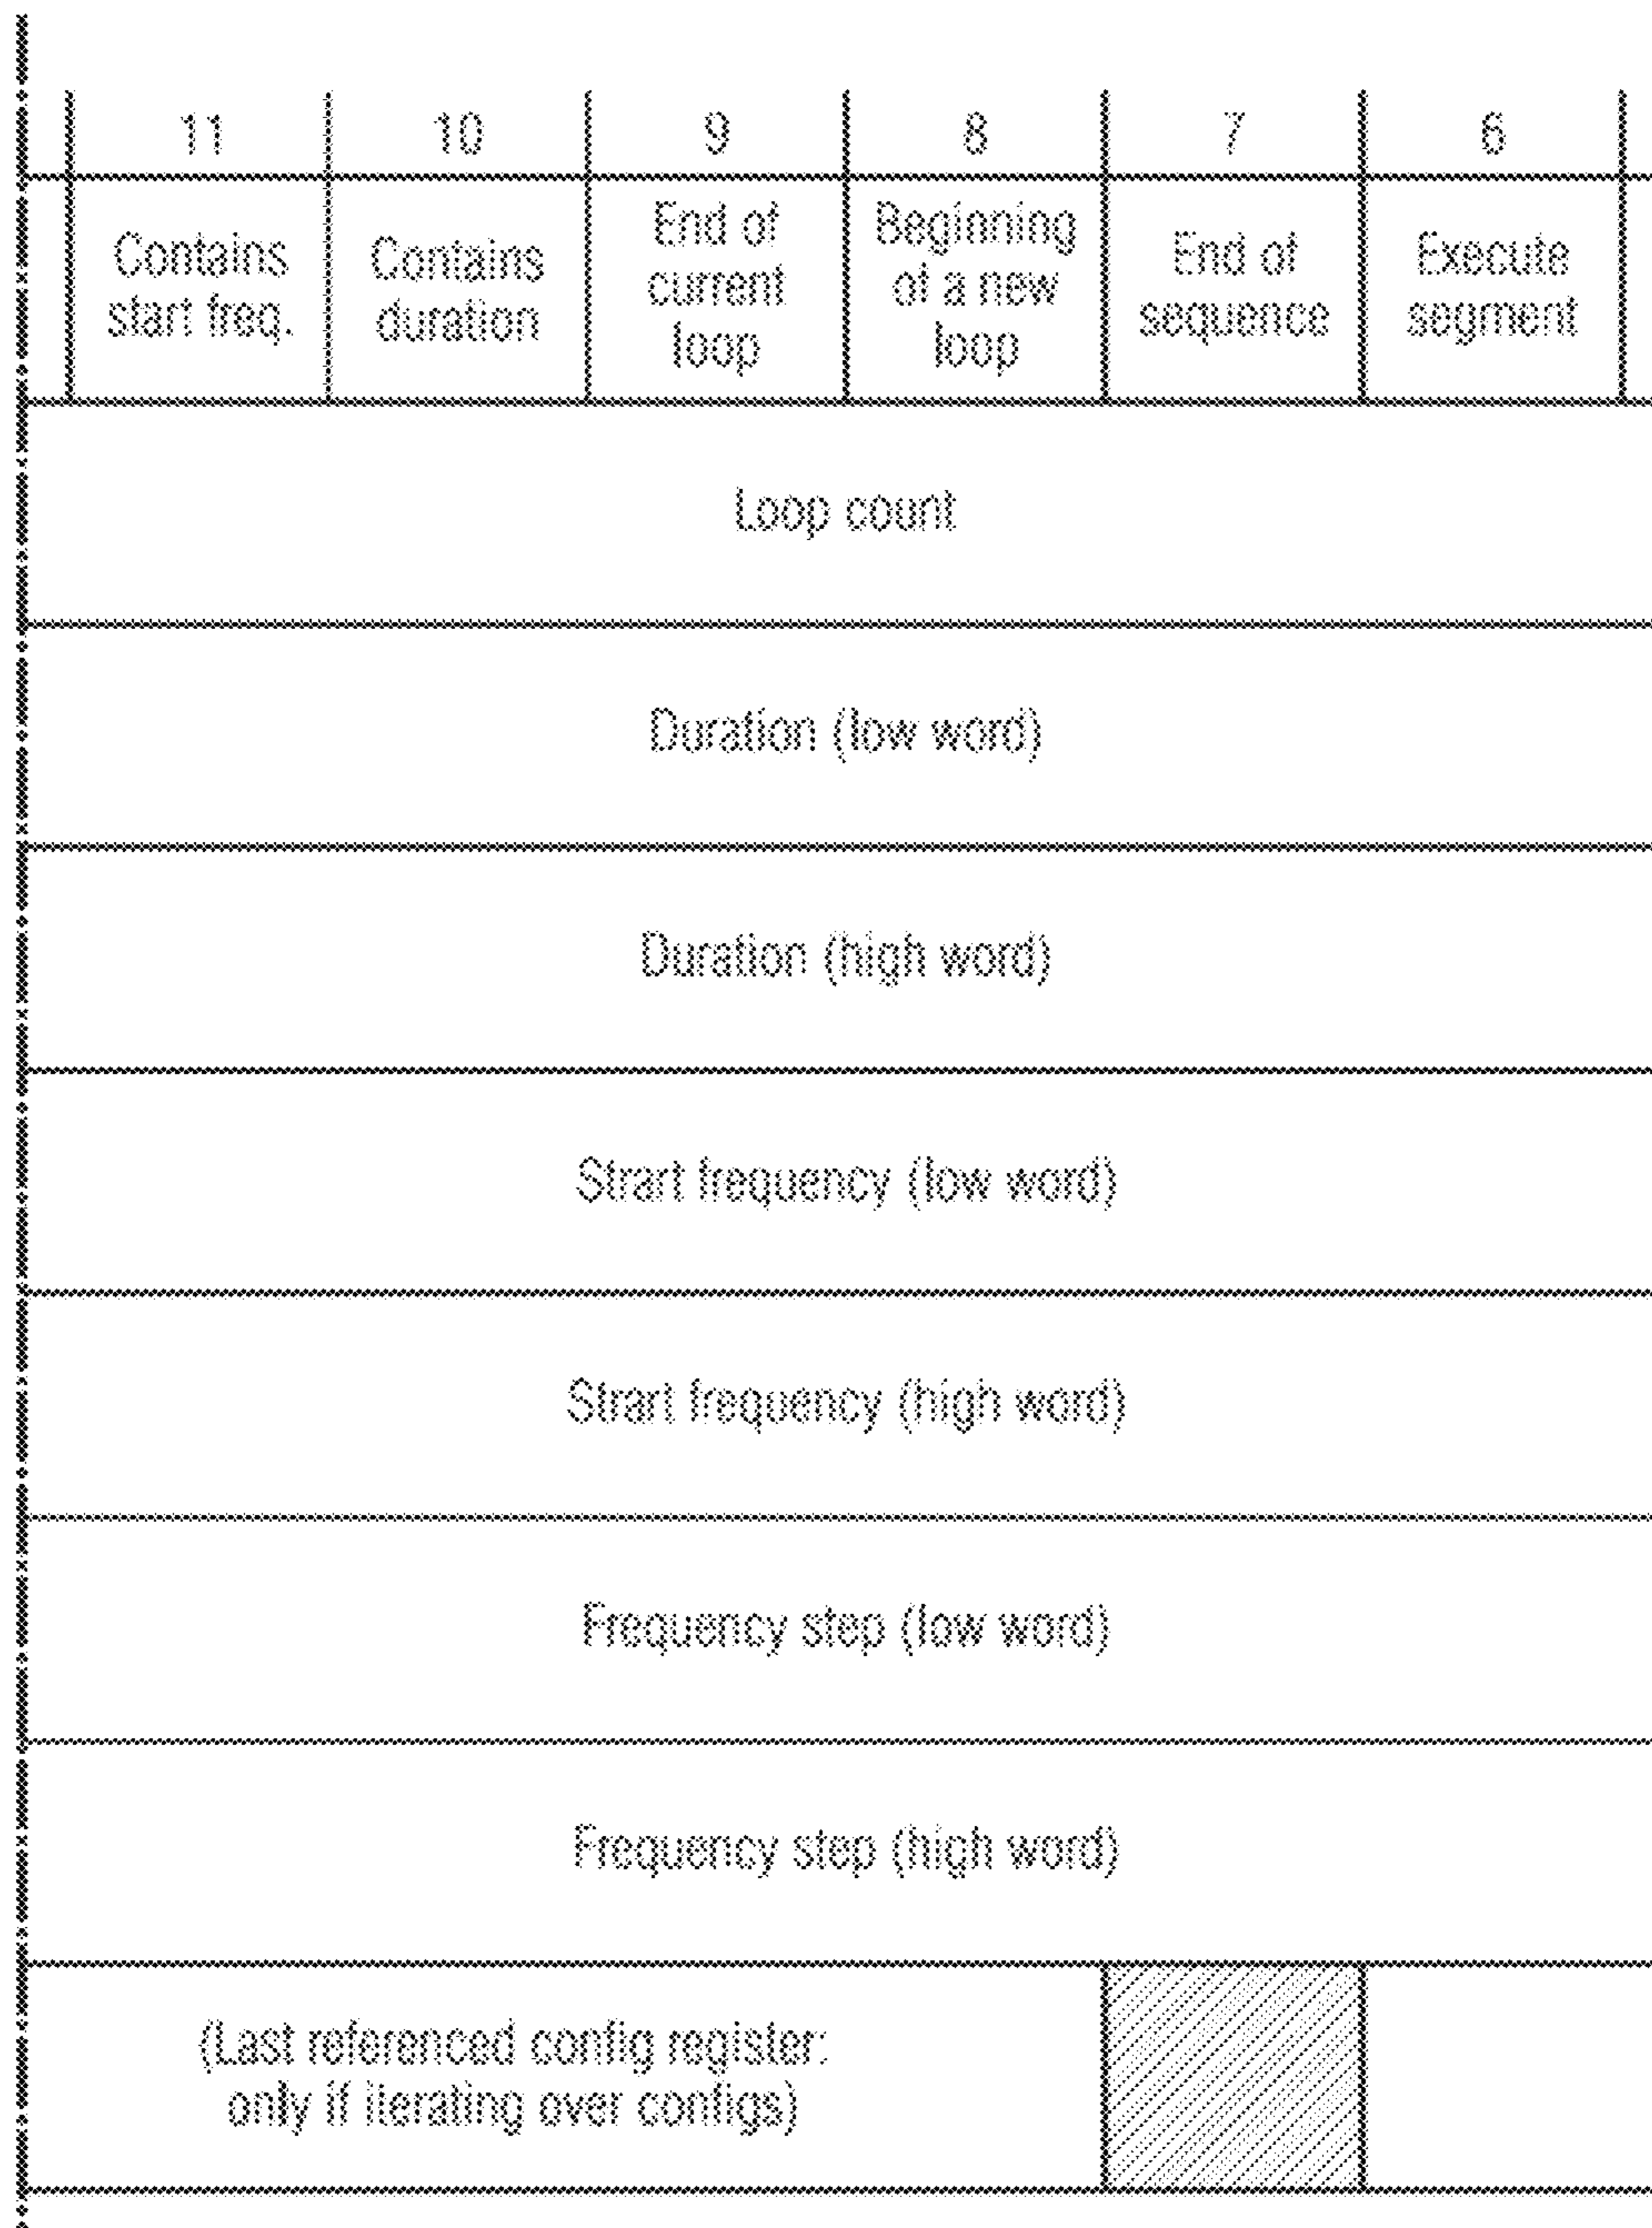 11 10 9 8 7 6
Contains
start freq.
Contains
duration
End of
current
loop
Beginning
of a new
loop
End of
sequence
Execute
segment
Loop count
Duration (low word)
Duration (high word)
Strart frequency (low word)
Strart frequency (high word)
Frequency step (low word)
Frequency step (high word)
(Last referenced config register:
only if iterating over configs)